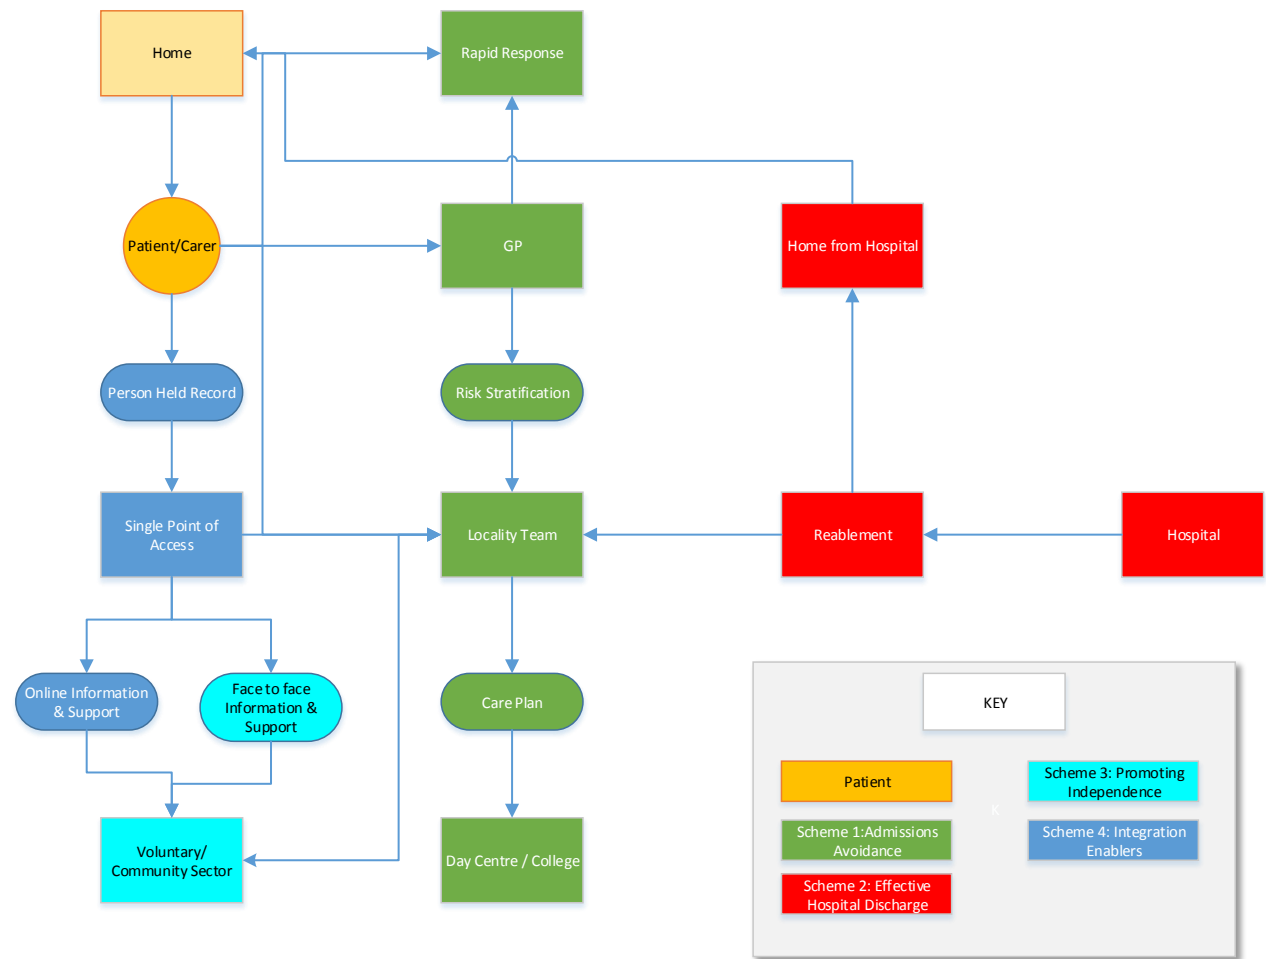 Home
Rapid Response
Patient/Carer
GP
Home from Hospital
Person Held Record
Risk Stratification
Single Point of
Access
Locality Team
Reablement
Hospital
Online Information
& Support
Face to face
Information &
Support
Care Plan
Voluntary/
Community Sector
Day Centre / College
KEY
Patient
Scheme 3: Promoting
Independence
K
Scheme 1:Admissions
Avoidance
Scheme 4: Integration
Enablers
Scheme 2: Effective
Hospital Discharge